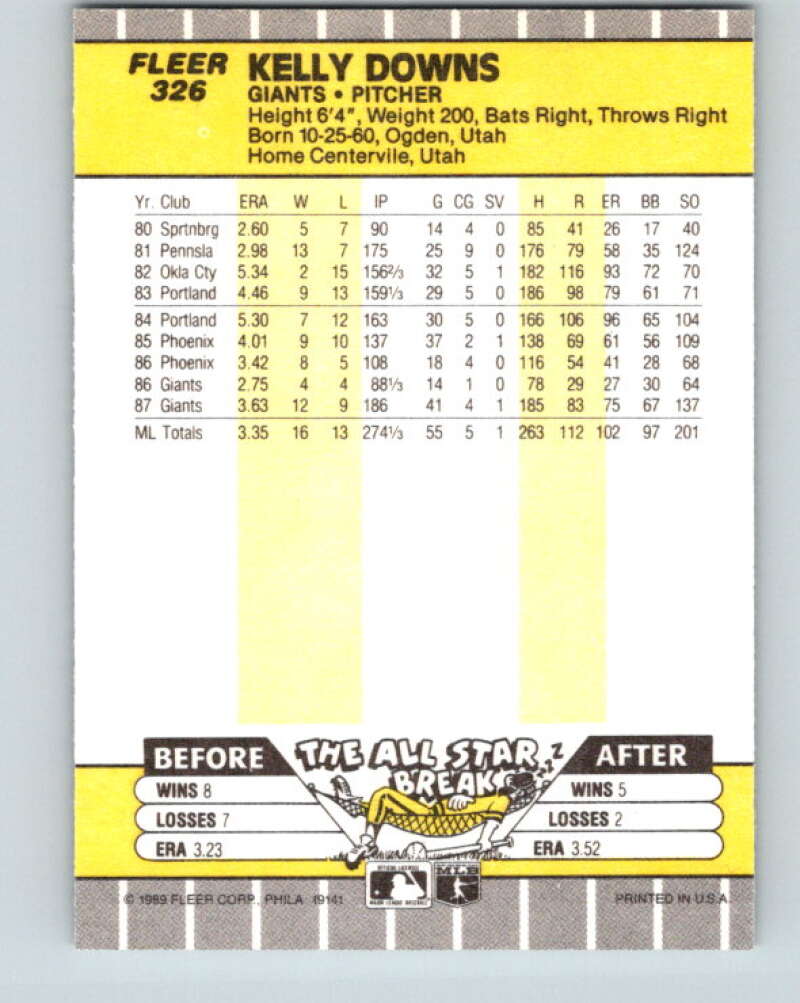 FLEER
326
KELLY DOWNS
GIANTS • PITCHER
Height 6'4", Weight 200, Bats Right, Throws Right
Born 10-25-60, Ogden, Utah
Home Centervile, Utah
Yr. Club ERA W L IP G CG SV H R ER BB SO
80 Sprtnbrg 2.60 5 7 90 14 4 0 85 41 26 17 40
81 Pennsla 2.98 13 7 175 25 9 0 176 79 58 35 124
82 Okla Cty 5.34 2 15 156⅔ 32 5 1 182 116 93 72 70
83 Portland 4.46 9 13 159⅓ 29 5 0 186 98 79 61 71
84 Portland 5.30 7 12 163 30 5 0 166 106 96 65 104
85 Phoenix 4.01 9 10 137 37 2 1 138 69 61 56 109
86 Phoenix 3.42 8 5 108 18 4 0 116 54 41 28 68
86 Giants 2.75 4 4 88⅓ 14 1 0 78 29 27 30 64
87 Giants 3.63 12 9 186 41 4 1 185 83 75 67 137
ML Totals 3.35 16 13 274⅓ 55 5 1 263 112 102 97 201
BEFORE THE ALL STAR BREAK ZZZ AFTER
WINS 8 WINS 5
LOSSES 7 LOSSES 2
ERA 3.23 ERA 3.52
OFFICIAL LICENSEE
MAJOR LEAGUE BASEBALL
MLB
© 1989 FLEER CORP., PHILA. 19141 PRINTED IN U.S.A.